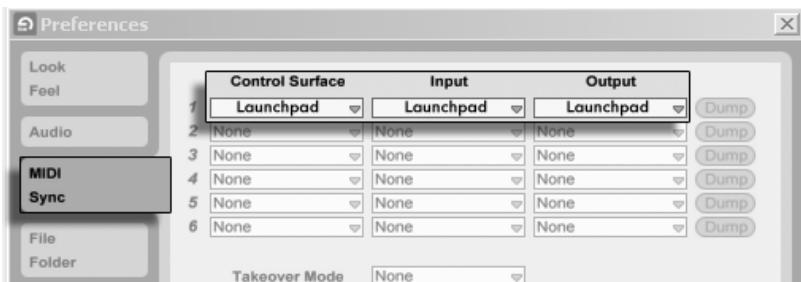 Preferences
Look
Feel
Audio
MIDI
Sync
File
Folder
Control Surface Input Output
1 Launchpad Launchpad Launchpad Dump
2 None None None Dump
3 None None None Dump
4 None None None Dump
5 None None None Dump
6 None None None Dump
Takeover Mode None